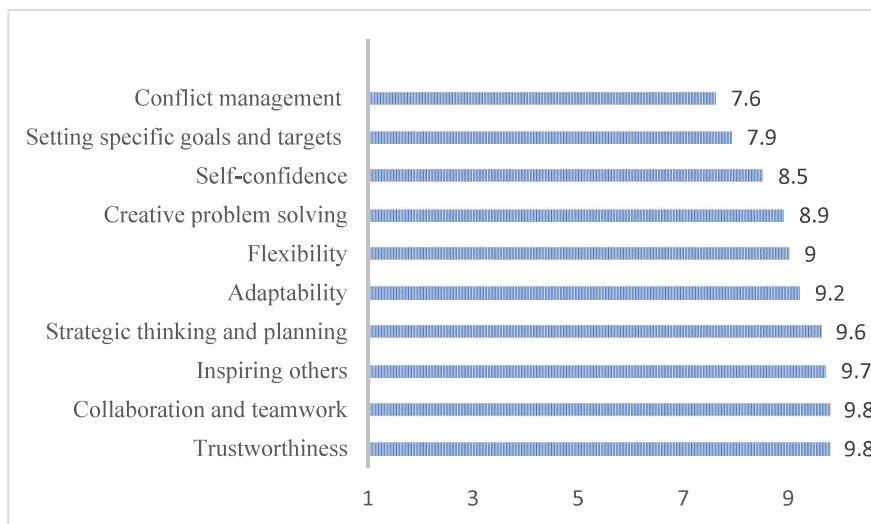 Conflict management 7.6
Setting specific goals and targets 7.9
Self-confidence 8.5
Creative problem solving 8.9
Flexibility 9
Adaptability 9.2
Strategic thinking and planning 9.6
Inspiring others 9.7
Collaboration and teamwork 9.8
Trustworthiness 9.8
1 3 5 7 9